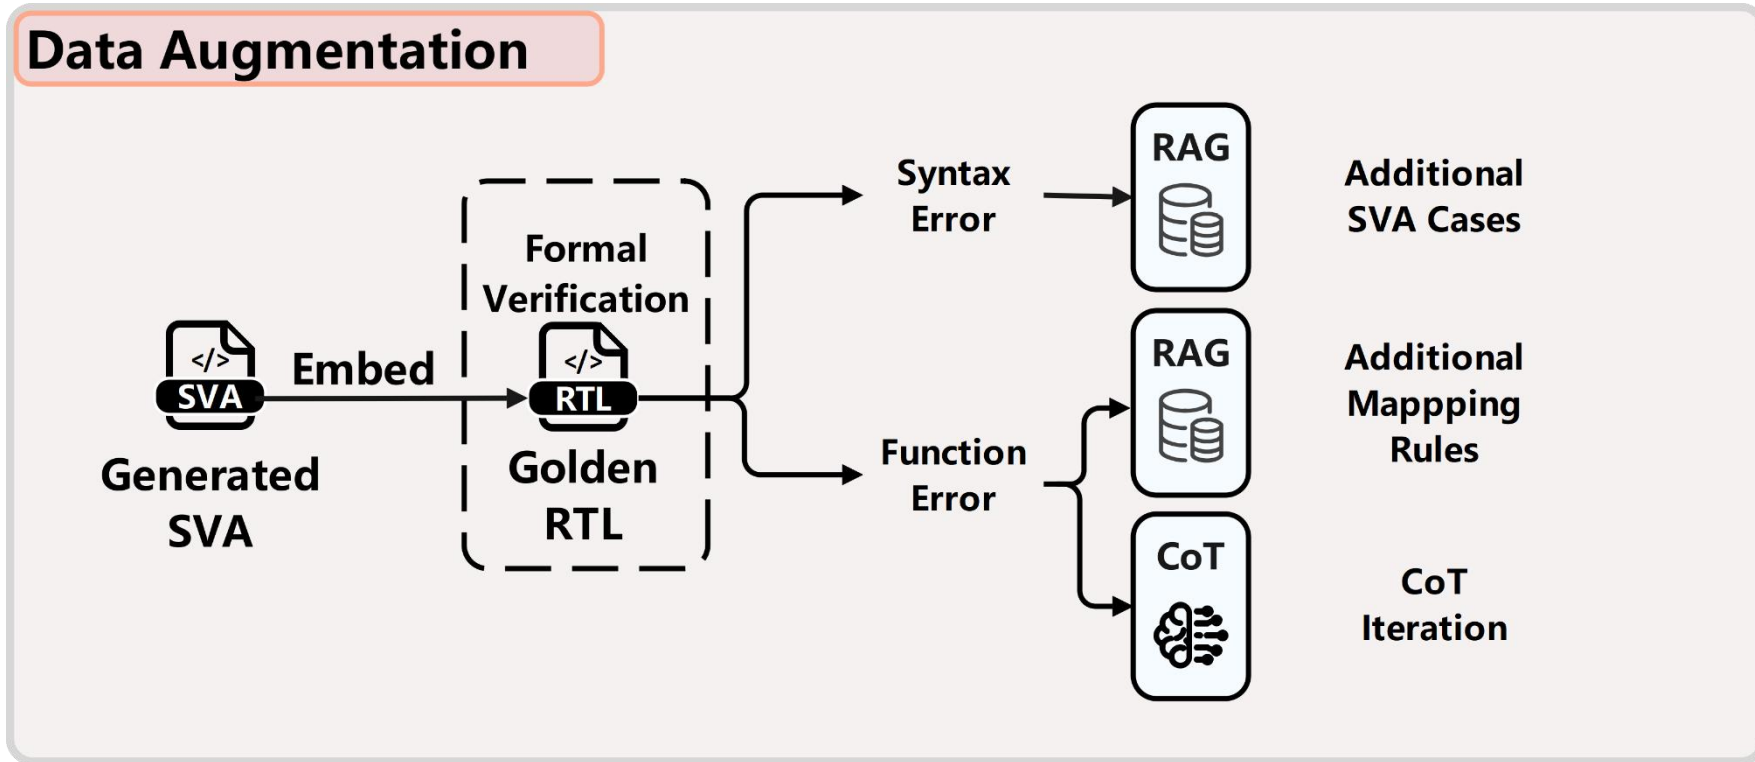 Data Augmentation
Formal
Verification
</>
SVA
Embed
</>
RTL
Generated
SVA
Golden
RTL
Syntax
Error
RAG
Additional
SVA Cases
Function
Error
RAG
Additional
Mappping
Rules
CoT
CoT
Iteration